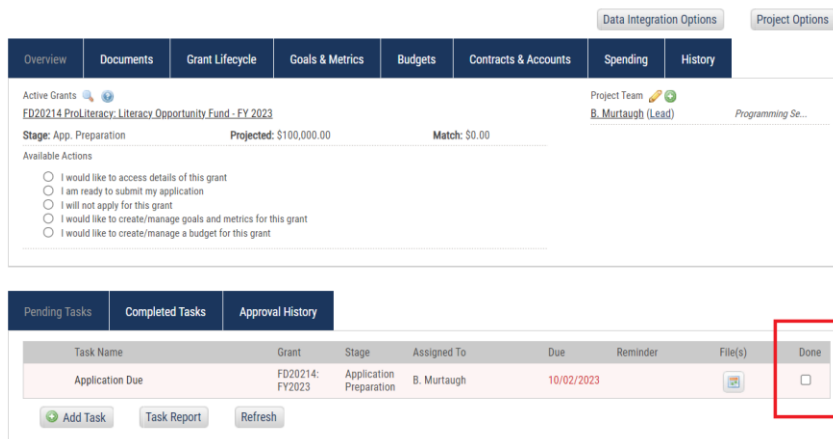 Data Integration Options Project Options
Overview Documents Grant Lifecycle Goals & Metrics Budgets Contracts & Accounts Spending History
Active Grants Project Team
FD20214 ProLiteracy: Literacy Opportunity Fund - FY 2023 B. Murtaugh (Lead) Programming Se...
Stage: App. Preparation Projected: $100,000.00 Match: $0.00
Available Actions
I would like to access details of this grant
I am ready to submit my application
I will not apply for this grant
I would like to create/manage goals and metrics for this grant
I would like to create/manage a budget for this grant
Pending Tasks Completed Tasks Approval History
Task Name Grant Stage Assigned To Due Reminder File(s) Done
Application Due FD20214: FY2023 Application Preparation B. Murtaugh 10/02/2023
Add Task Task Report Refresh